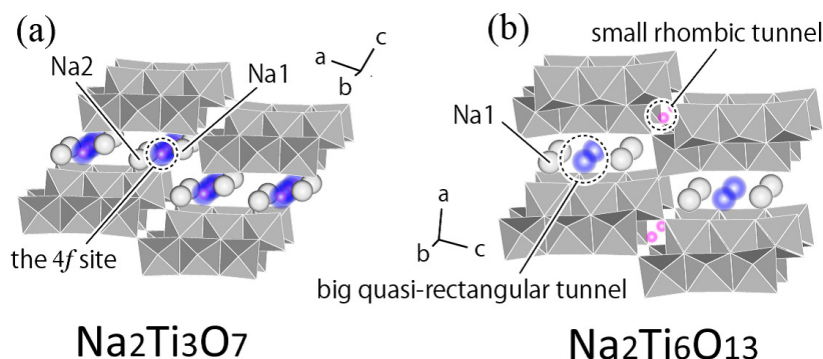 (a)
a
c
b
Na2
Na1
the 4f site
Na2Ti3O7
(b)
small rhombic tunnel
Na1
a
b
c
big quasi-rectangular tunnel
Na2Ti6O13